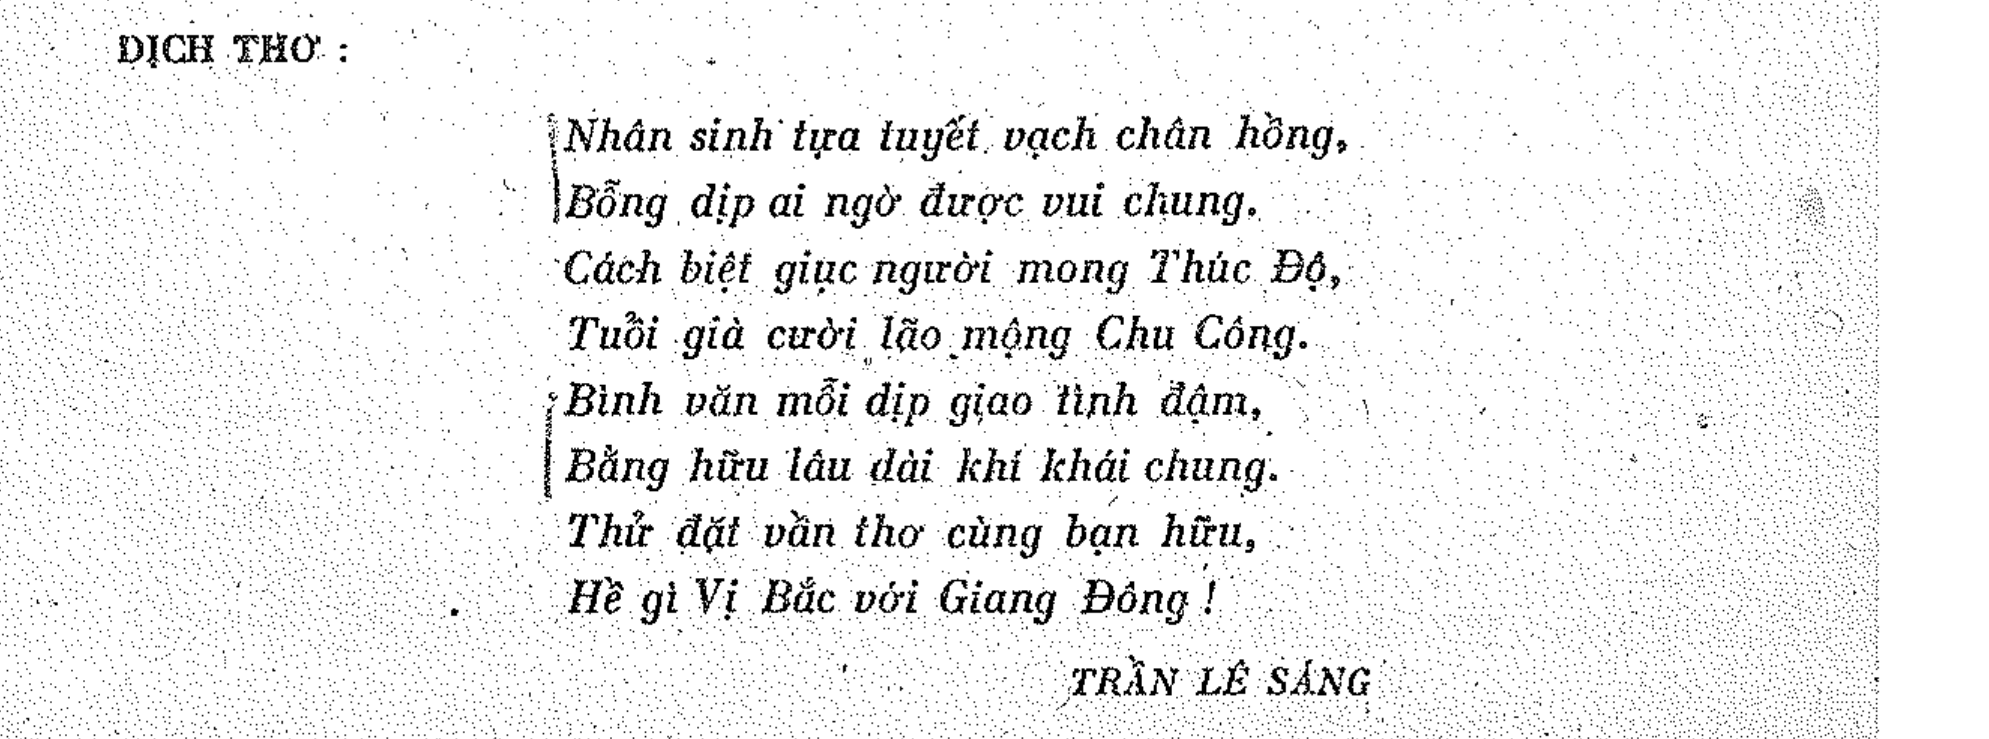 DỊCH THƠ :
Nhân sinh tựa tuyết vạch chân hồng,
Bỗng dịp ai ngờ được vui chung.
Cách biệt giục người mong Thúc Độ,
Tuổi già cười lão mộng Chu Công.
Bình văn mỗi dịp giao tình đậm,
Bằng hữu lâu dài khí khái chung.
Thử đặt vần thơ cùng bạn hữu,
Hề gì Vị Bắc với Giang Đông !
TRẦN LÊ SÁNG